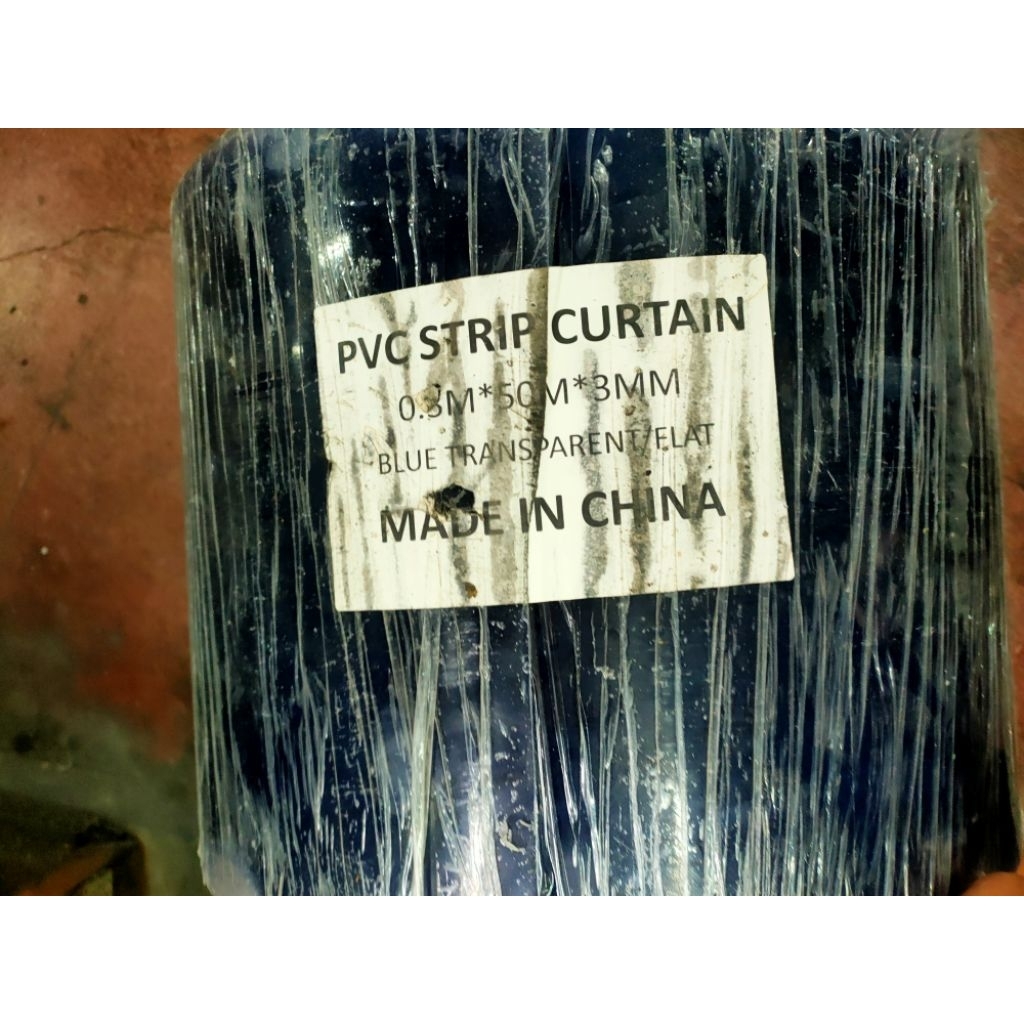 PVC STRIP CURTAIN
0.3M*50M*3MM
BLUE TRANSPARENT/FLAT
MADE IN CHINA